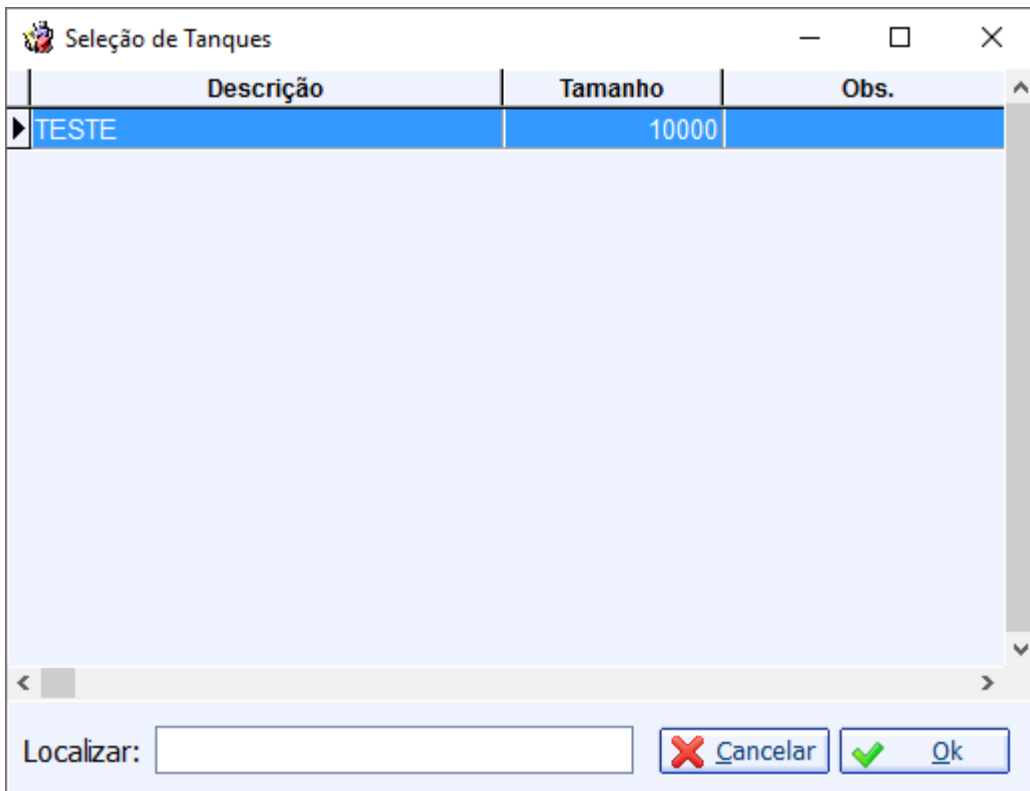 Seleção de Tanques
Descrição Tamanho Obs.
TESTE 10000
Localizar: Cancelar Ok